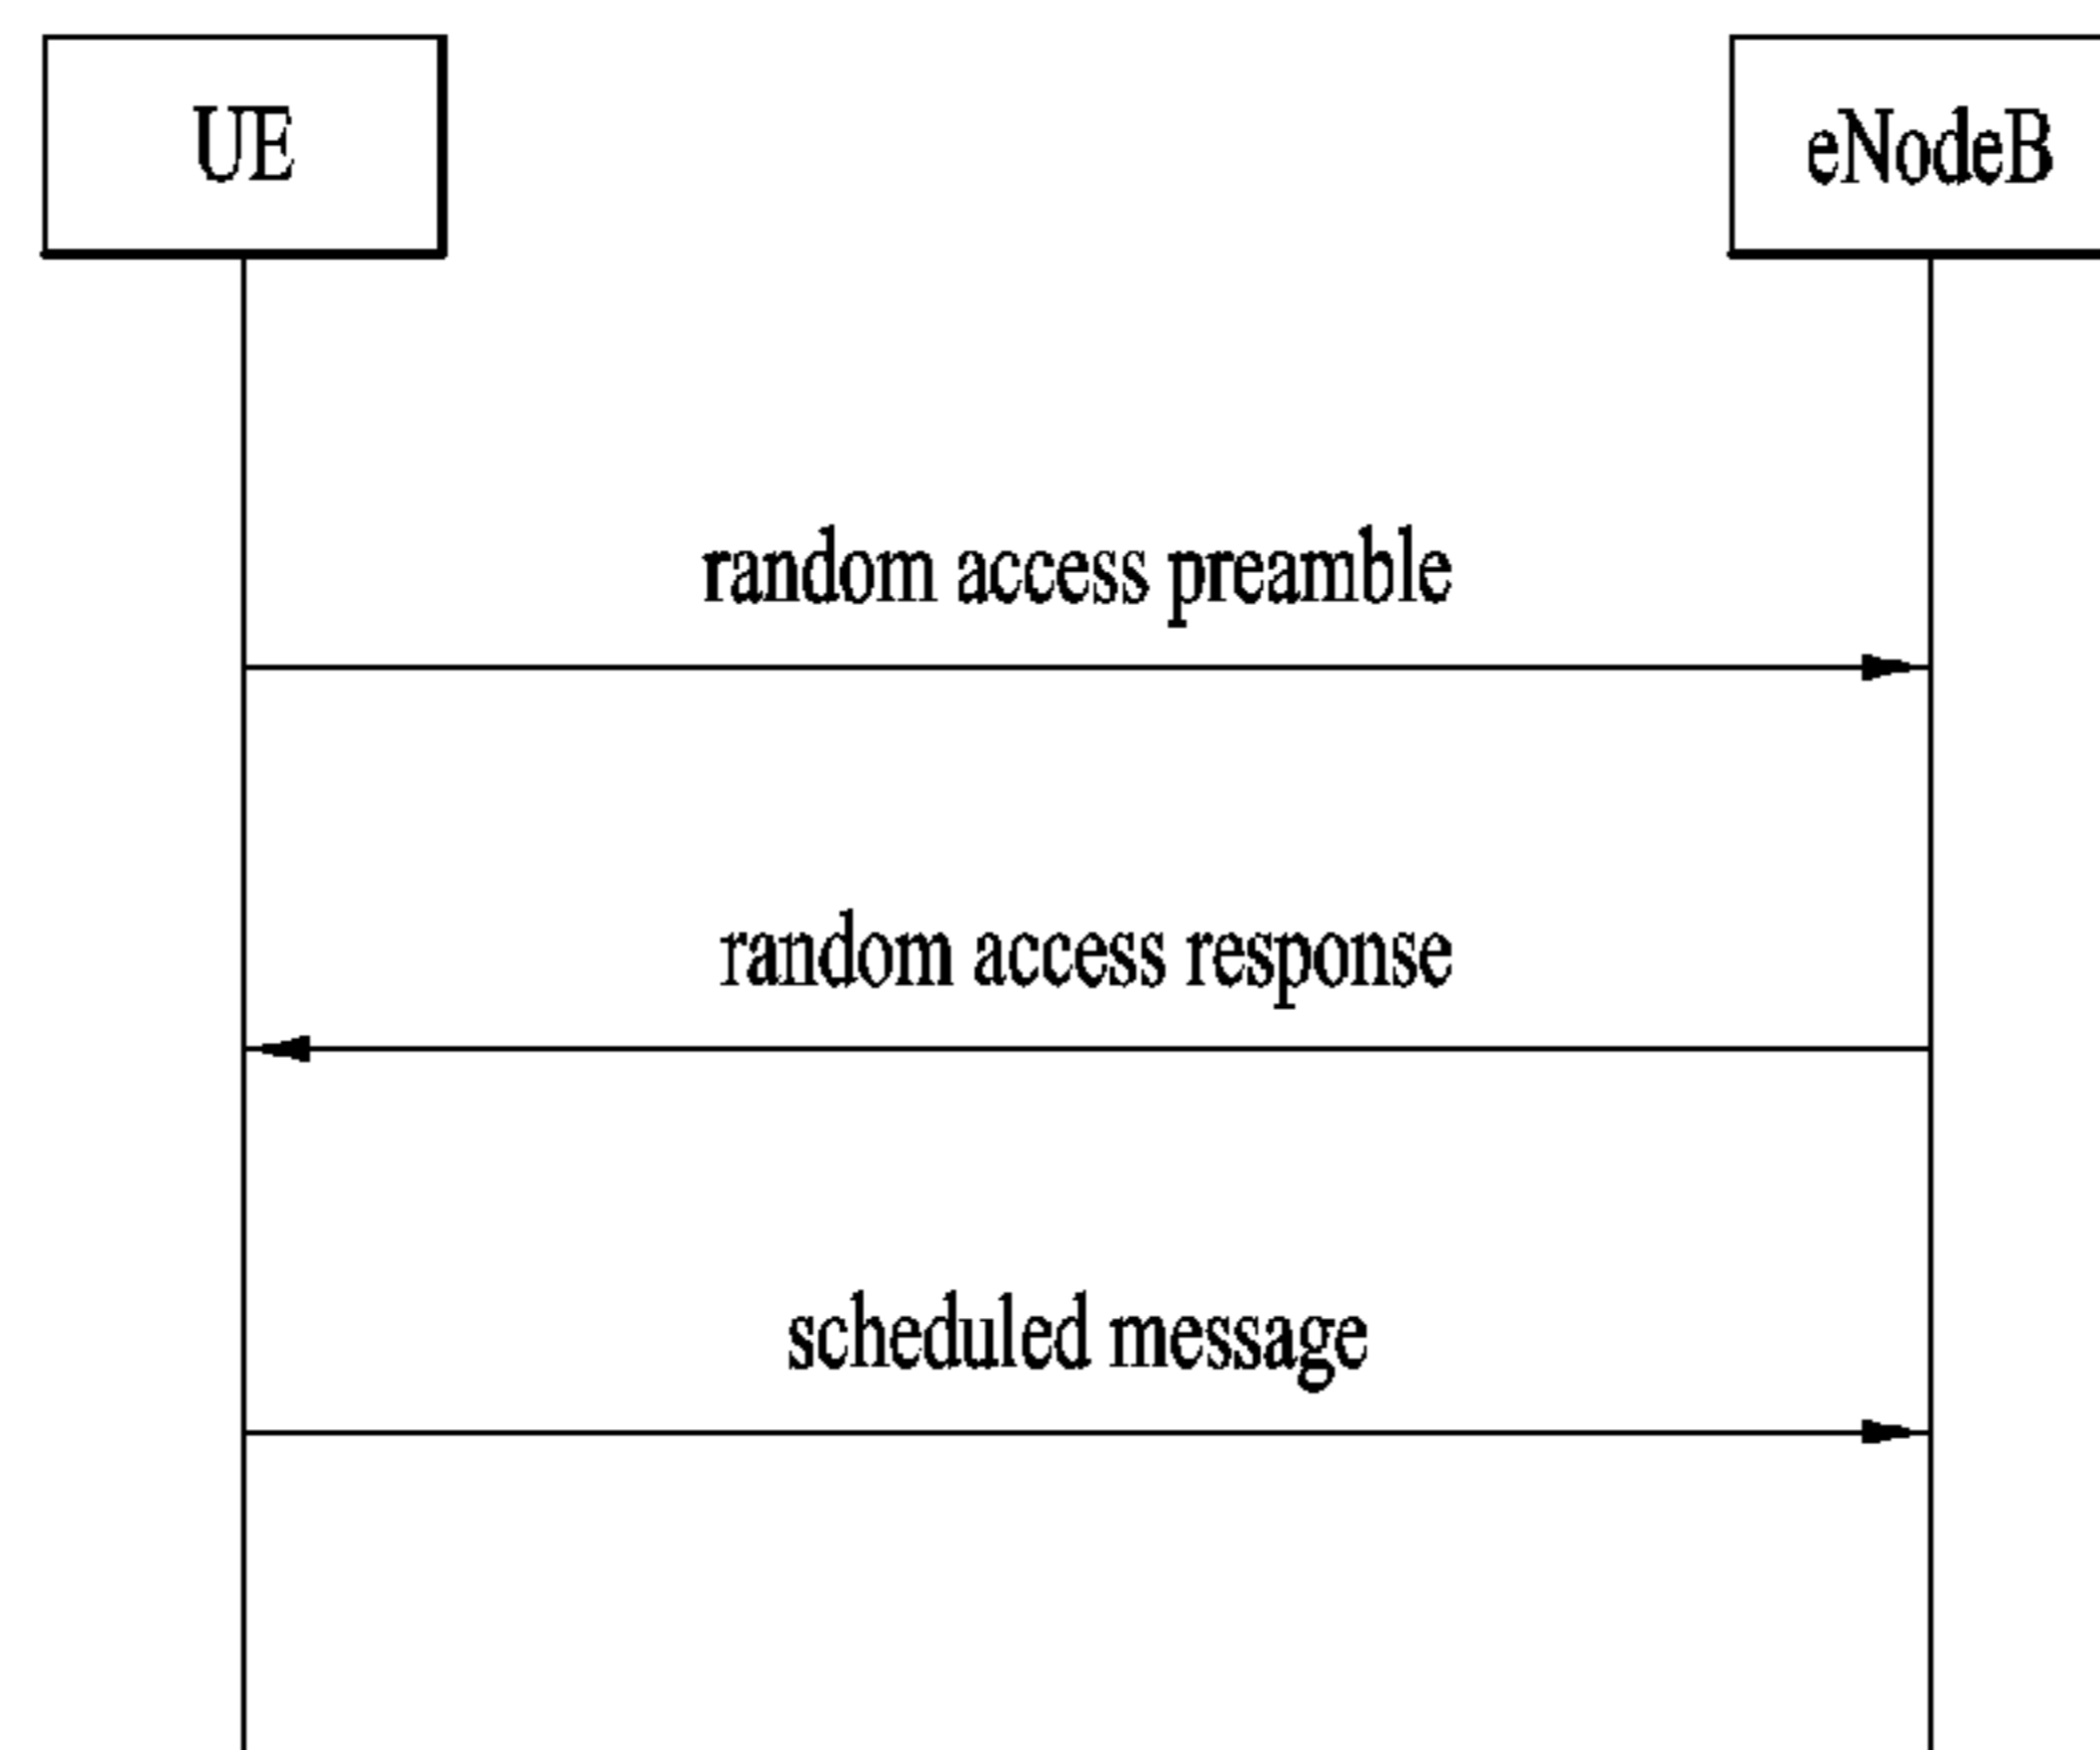 UE
eNodeB
random access preamble
random access response
scheduled message